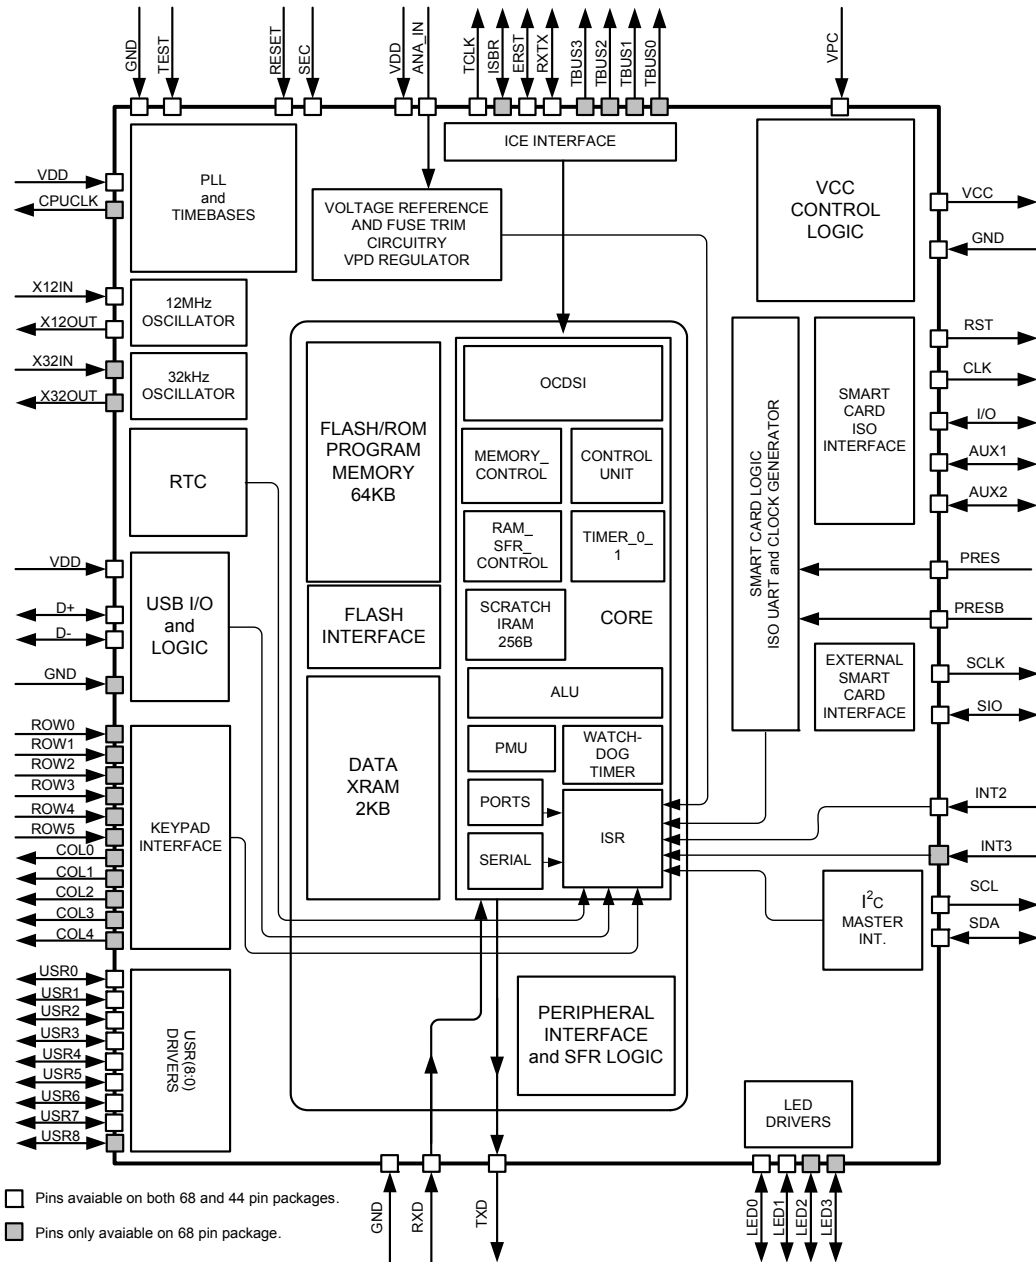 GND
TEST
RESET
SEC
VDD
ANA_IN
TCLK
ISBR
ERST
RXTX
TBUS3
TBUS2
TBUS1
TBUS0
VPC
ICE INTERFACE
PLL
and
TIMEBASES
VOLTAGE REFERENCE
AND FUSE TRIM
CIRCUITRY
VPD REGULATOR
VCC
CONTROL
LOGIC
VDD
CPUCLK
VCC
GND
X12IN
X12OUT
12MHz
OSCILLATOR
X32IN
X32OUT
32kHz
OSCILLATOR
RTC
FLASH/ROM
PROGRAM
MEMORY
64KB
OCDSI
MEMORY_
CONTROL
CONTROL
UNIT
RAM_
SFR_
CONTROL
TIMER_0_
1
SCRATCH
IRAM
256B
CORE
SMART CARD LOGIC
ISO UART and CLOCK GENERATOR
SMART
CARD
ISO
INTERFACE
RST
CLK
I/O
AUX1
AUX2
PRES
PRESB
VDD
D+
D-
GND
USB I/O
and
LOGIC
FLASH
INTERFACE
ALU
EXTERNAL
SMART
CARD
INTERFACE
SCLK
SIO
ROW0
ROW1
ROW2
ROW3
ROW4
ROW5
COL0
COL1
COL2
COL3
COL4
KEYPAD
INTERFACE
DATA
XRAM
2KB
PMU
WATCH-
DOG
TIMER
PORTS
SERIAL
ISR
INT2
INT3
I2C
MASTER
INT.
SCL
SDA
USR0
USR1
USR2
USR3
USR4
USR5
USR6
USR7
USR8
USR(8:0)
DRIVERS
PERIPHERAL
INTERFACE
and SFR LOGIC
LED
DRIVERS
Pins avaiable on both 68 and 44 pin packages.
Pins only avaiable on 68 pin package.
GND
RXD
TXD
LED0
LED1
LED2
LED3